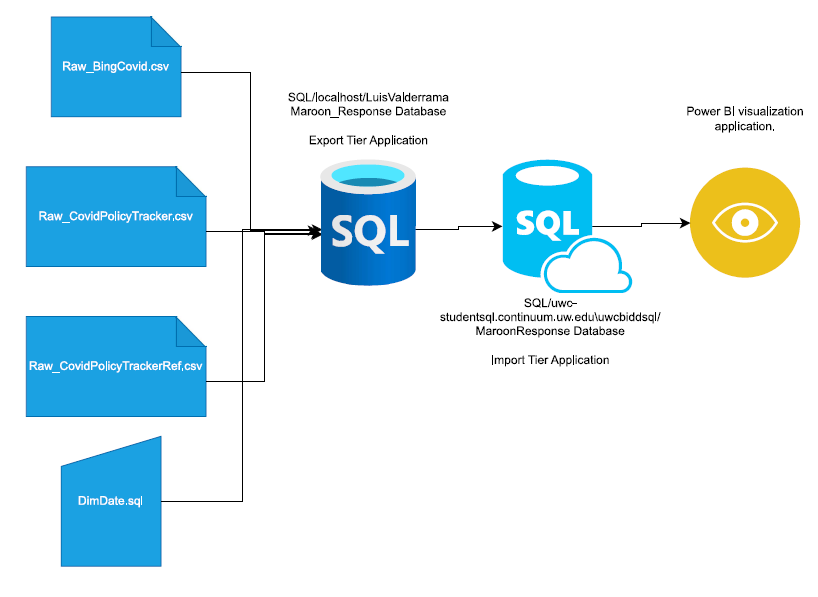 Raw_BingCovid.csv
SQL/localhost/LuisValderrama
Maroon_Response Database
Export Tier Application
Power BI visualization
application.
Raw_CovidPolicyTracker.csv
SQL
SQL
SQL/uwc-
studentsql.continuum.uw.edu\uwcbiddsql/
MaroonResponse Database
Import Tier Application
Raw_CovidPolicyTrackerRef.csv
DimDate.sql